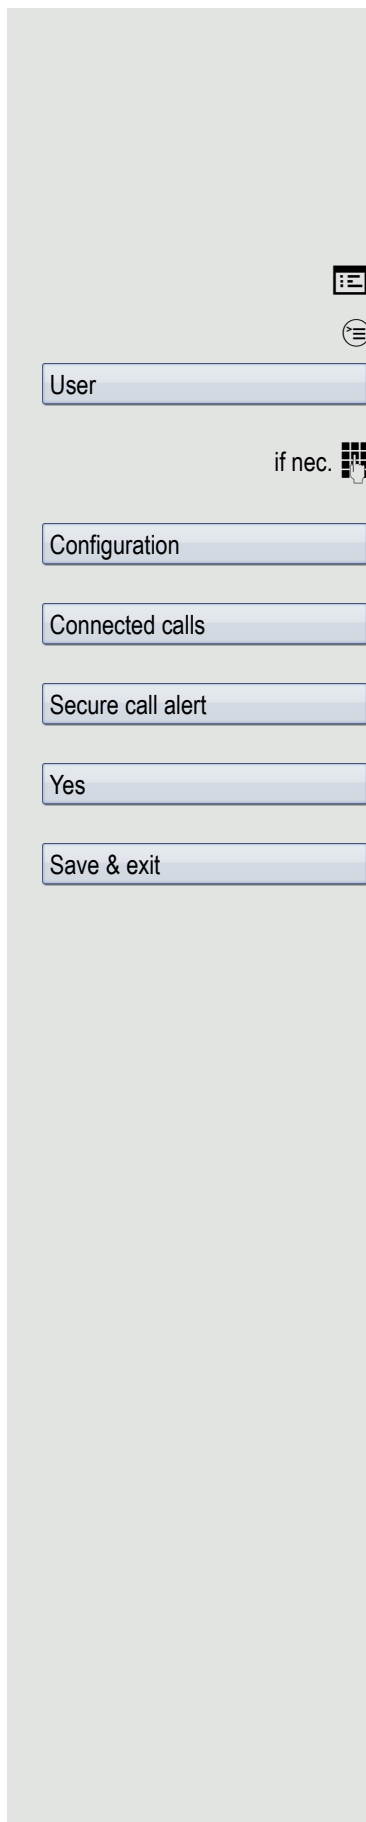 User
if nec.
Configuration
Connected calls
Secure call alert
Yes
Save & exit